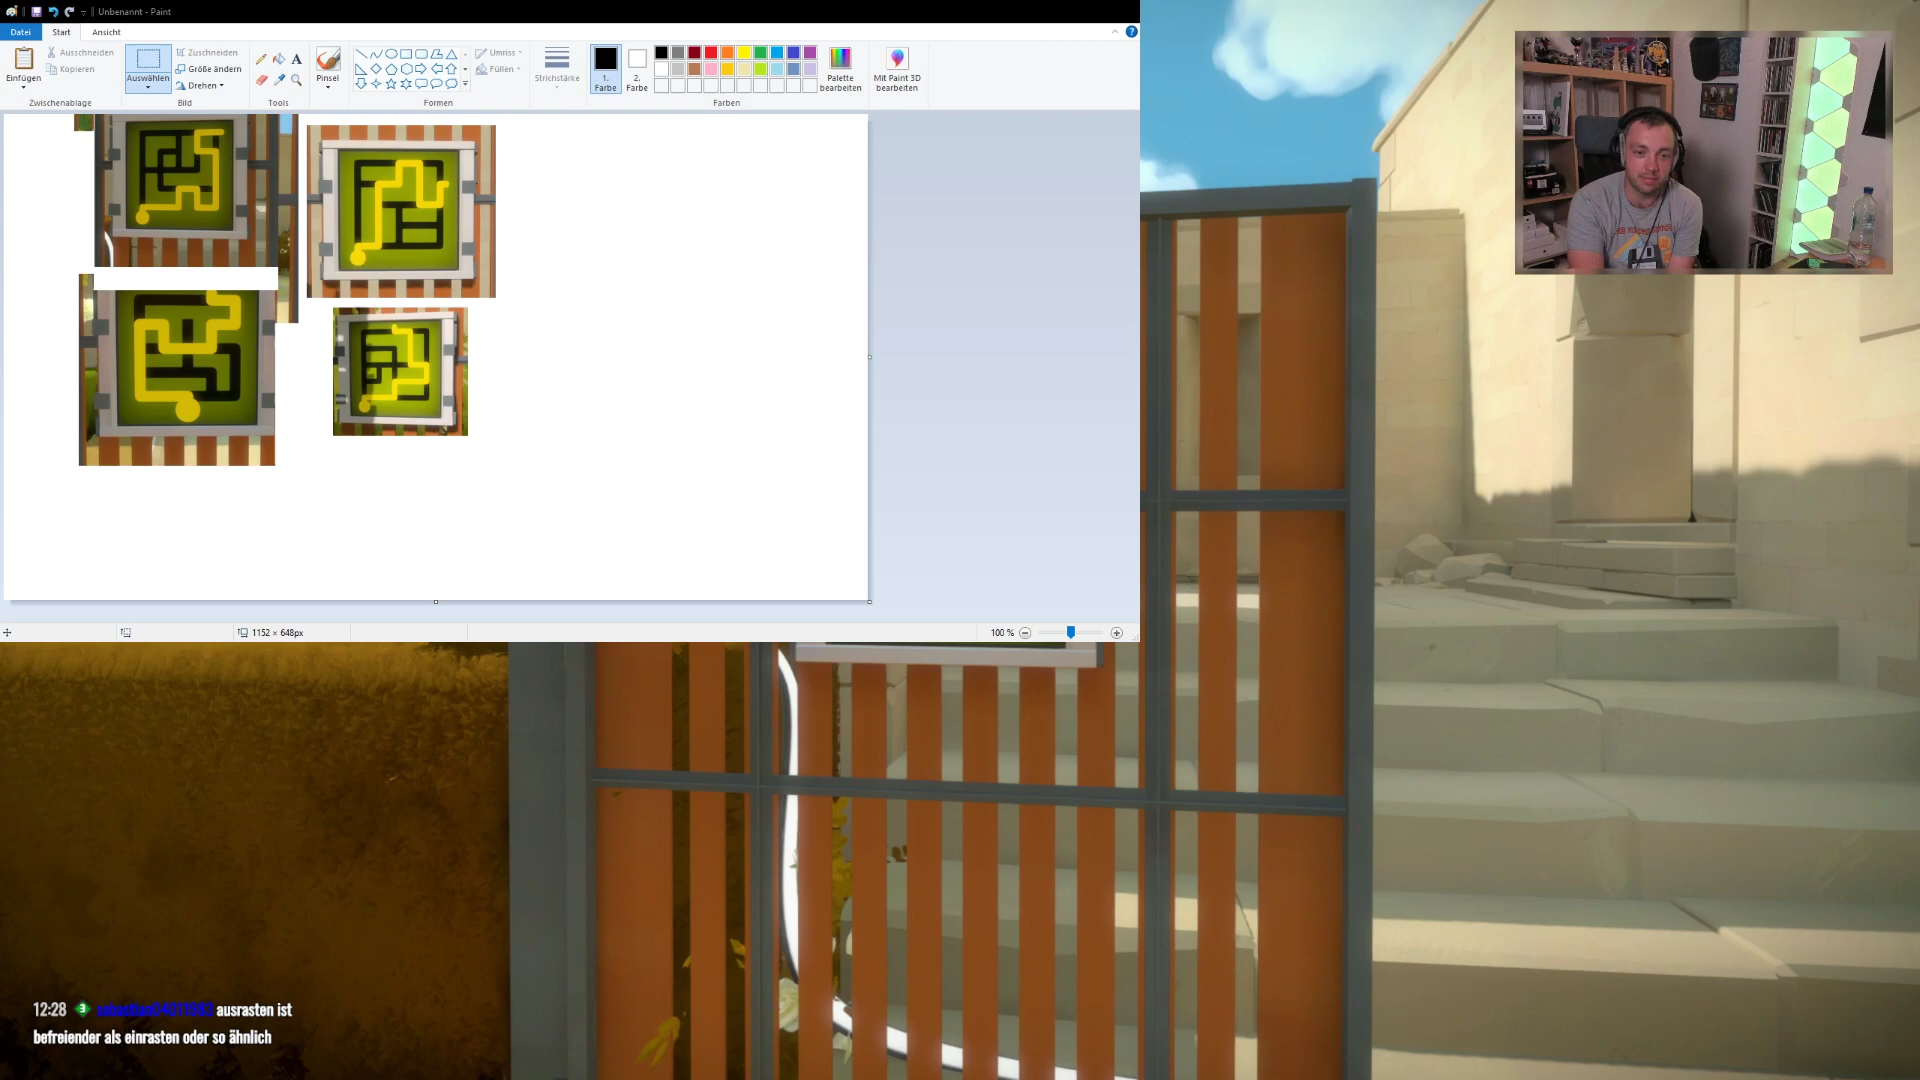 Unbenannt - Paint
Datei Start Ansicht
Einfügen
Ausschneiden
Kopieren
Zwischenablage
Auswählen
Zuschneiden
Größe ändern
Drehen
Bild
A
Tools
Pinsel
Formen
Umriss
Füllen
Strichstärke
1. Farbe
2. Farbe
Palette bearbeiten
Farben
Mit Paint 3D bearbeiten
1152 × 648px
100 %
12:28 3 sebastian04011983 ausrasten ist
befreiender als einrasten oder so ähnlich